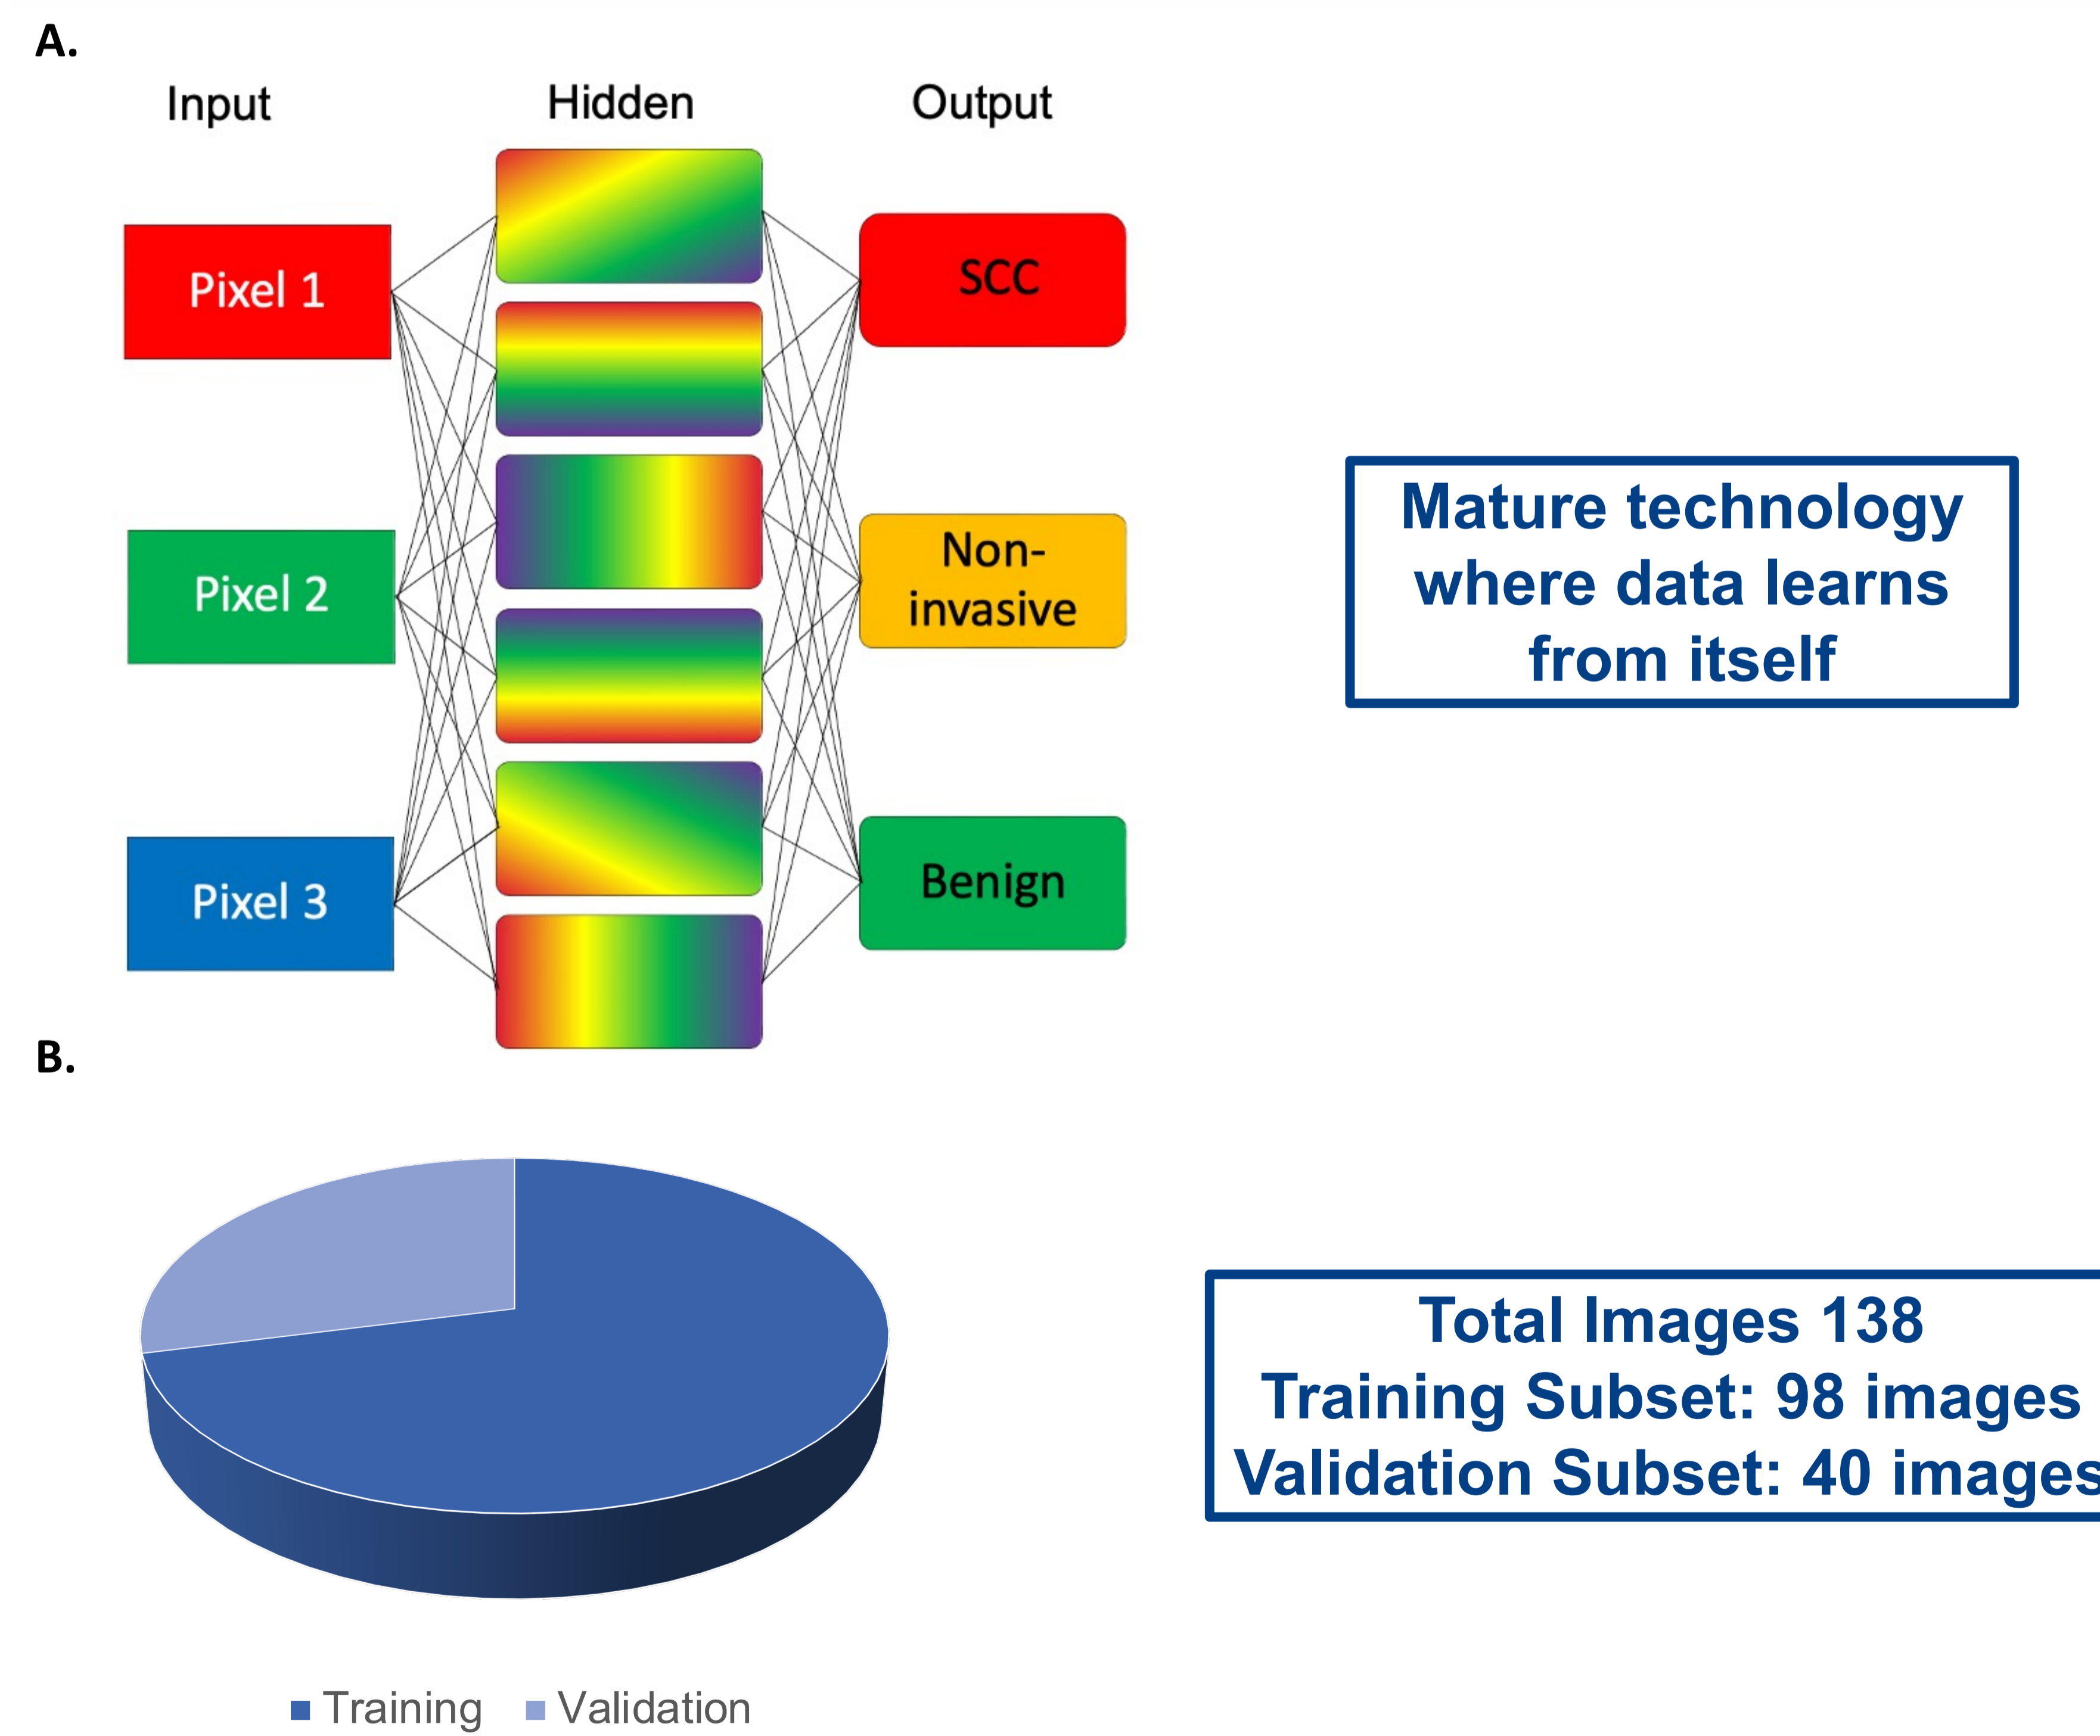 A.
Input Hidden Output
Pixel 1
SCC
Pixel 2
Non-
invasive
Pixel 3
Benign
Mature technology
where data learns
from itself
B.
Total Images 138
Training Subset: 98 images
Validation Subset: 40 images
Training Validation